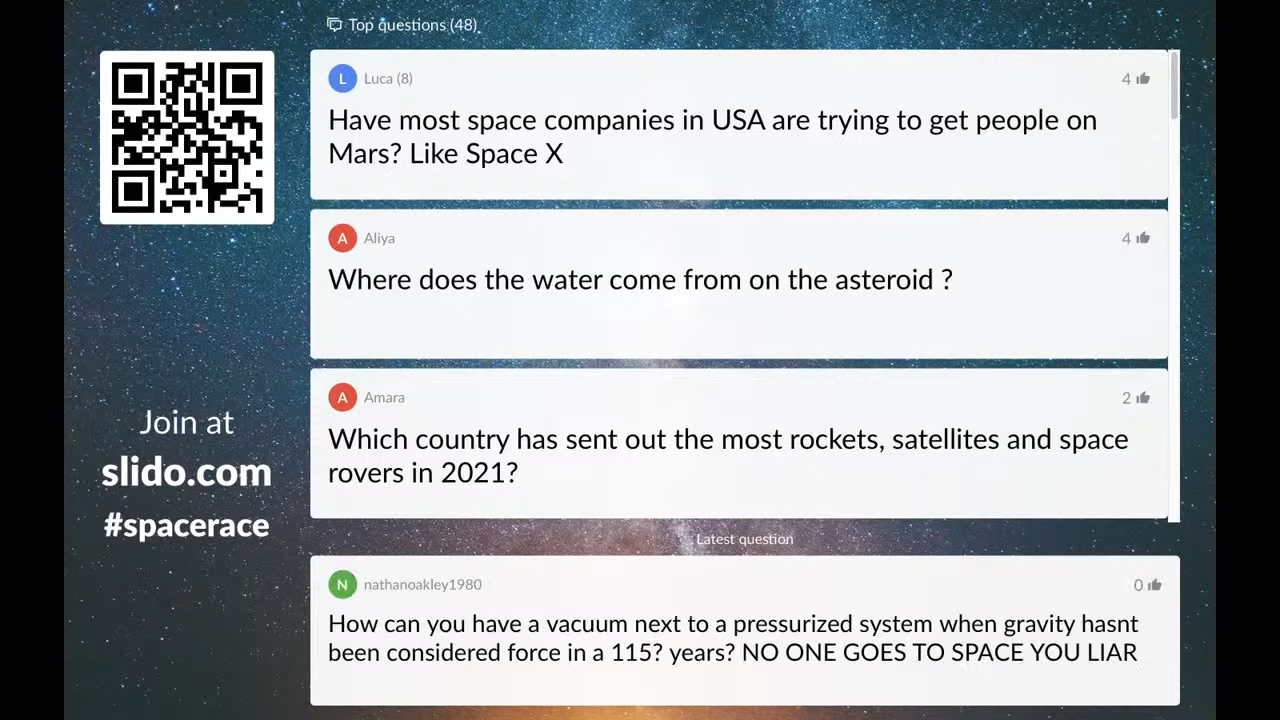 Top questions (48)
L Luca (8) 4
Have most space companies in USA are trying to get people on
Mars? Like Space X
A Aliya 4
Where does the water come from on the asteroid ?
A Amara 2
Which country has sent out the most rockets, satellites and space
rovers in 2021?
Join at
slido.com
#spacerace
Latest question
N nathanoakley1980 0
How can you have a vacuum next to a pressurized system when gravity hasnt
been considered force in a 115? years? NO ONE GOES TO SPACE YOU LIAR